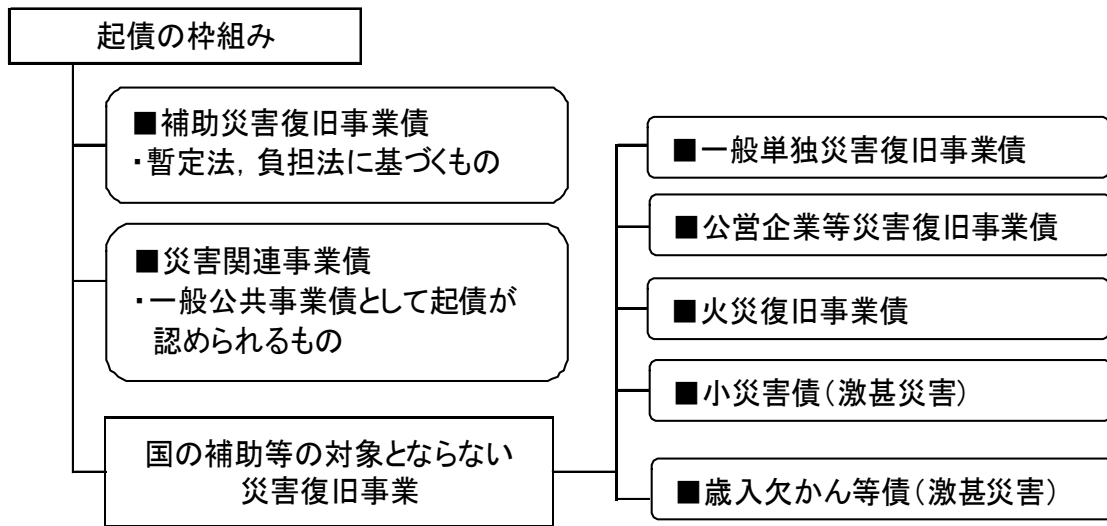 起債の枠組み
■補助災害復旧事業債
・暫定法，負担法に基づくもの
■災害関連事業債
・一般公共事業債として起債が
認められるもの
国の補助等の対象とならない
災害復旧事業
■一般単独災害復旧事業債
■公営企業等災害復旧事業債
■火災復旧事業債
■小災害債（激甚災害）
■歳入欠かん等債（激甚災害）